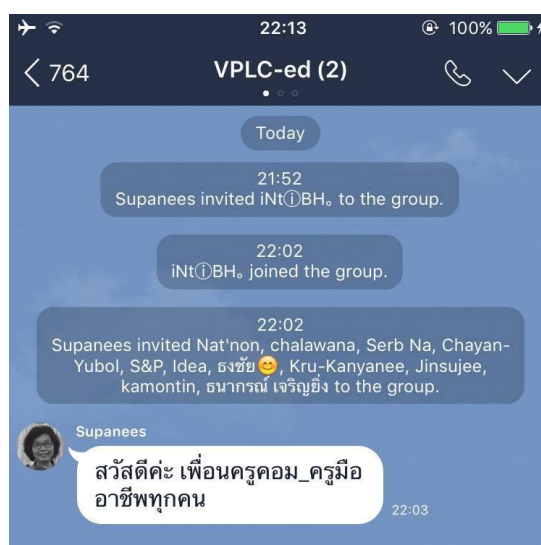 22:13
100%
764
VPLC-ed (2)
Today
21:52
Supanees invited iNtⓘBH。 to the group.
22:02
iNtⓘBH。 joined the group.
22:02
Supanees invited Nat'non, chalawana, Serb Na, Chayan-
Yubol, S&P, Idea, ธงชัย😊, Kru-Kanyanee, Jinsujee,
kamontin, ธนากรณ์ เจริญยิ่ง to the group.
Supanees
สวัสดีค่ะ เพื่อนครูคอม_ครูมือ
อาชีพทุกคน
22:03